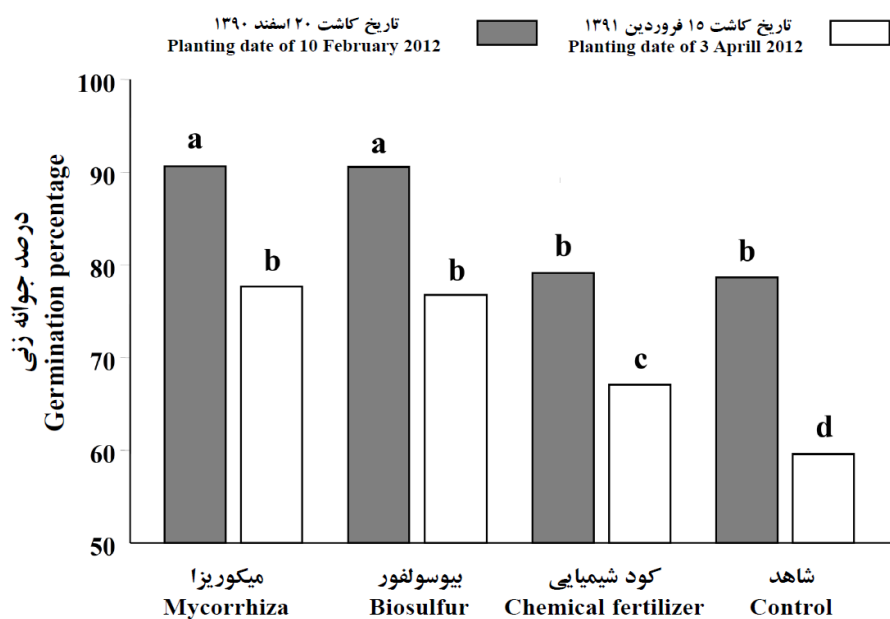 تاریخ کاشت ۲۰ اسفند ۱۳۹۰
Planting date of 10 February 2012
تاریخ کاشت ۱۵ فروردین ۱۳۹۱
Planting date of 3 Aprill 2012
درصد جوانه زنی
Germination percentage
100
90
80
70
60
50
a
b
a
b
b
c
b
d
میکوریزا
Mycorrhiza
بیوسولفور
Biosulfur
کود شیمیایی
Chemical fertilizer
شاهد
Control